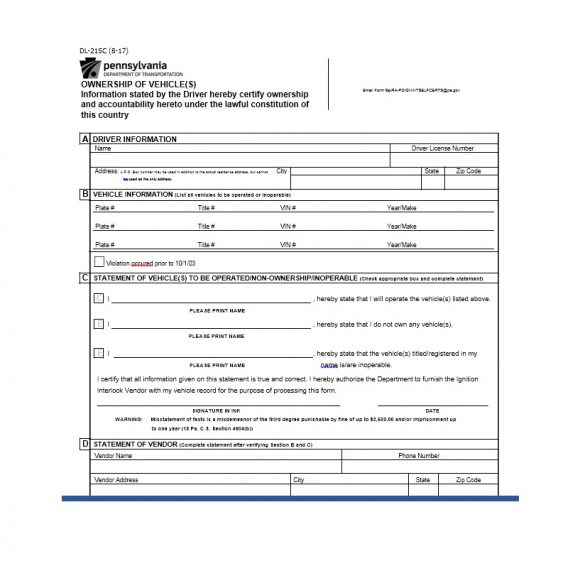 DL-21SC (8-17)
pennsylvania
DEPARTMENT OF TRANSPORTATION
OWNERSHIP OF VEHICLE(S)
Information stated by the Driver hereby certify ownership
and accountability hereto under the lawful constitution of
this country
Email Form
A DRIVER INFORMATION
Name Driver License Number
Address: A P.O. Box number may be used in addition to the actual residence address, but cannot City State Zip Code
be used as the only address.
B VEHICLE INFORMATION (List all vehicles to be operated or inoperable)
Plate # Title # VIN # Year/Make
Plate # Title # VIN # Year/Make
Plate # Title # VIN # Year/Make
Violation occured prior to 10/1/03
C STATEMENT OF VEHICLE(S) TO BE OPERATED/NON-OWNERSHIP/INOPERABLE (Check appropriate box and complete statement)
I , hereby state that I will operate the vehicle(s) listed above.
PLEASE PRINT NAME
I , hereby state that I do not own any vehicle(s).
PLEASE PRINT NAME
I , hereby state that the vehicle(s) titled/registered in my
PLEASE PRINT NAME name is/are inoperable.
I certify that all information given on this statement is true and correct. I hereby authorize the Department to furnish the Ignition
Interlock Vendor with my vehicle record for the purpose of processing this form.
SIGNATURE IN INK DATE
WARNING: Misstatement of facts is a misdemeanor of the third degree punishable by fine of up to $2,500.00 and/or imprisonment up
to one year (18 Pa. C.S. Section 4904(b))
D STATEMENT OF VENDOR (Complete statement after verifying Section B and C)
Vendor Name Phone Number
Vendor Address City State Zip Code